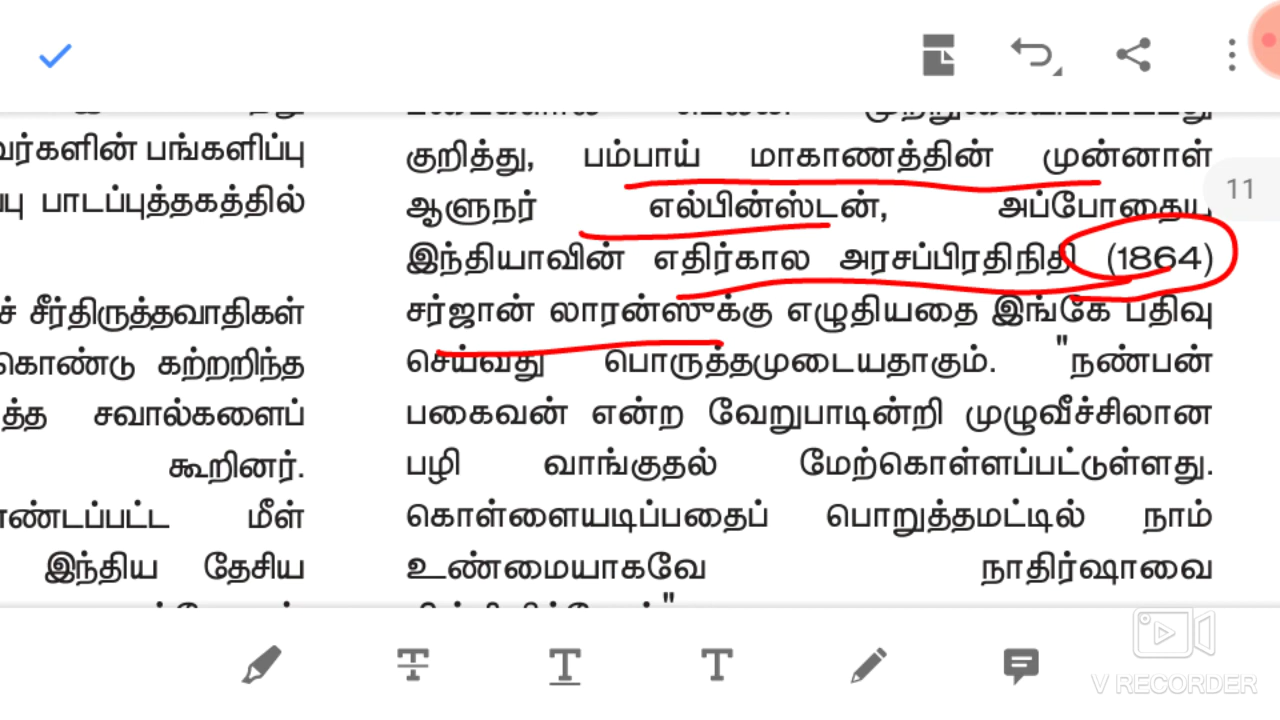 வர்களின் பங்களிப்பு
பு பாடப்புத்தகத்தில்
ச் சீர்திருத்தவாதிகள்
கொண்டு கற்றறிந்த
த்த சவால்களைப்
கூறினர்.
ண்டப்பட்ட மீள்
இந்திய தேசிய
குறித்து, பம்பாய் மாகாணத்தின் முன்னாள்
ஆளுநர் எல்பின்ஸ்டன், அப்போதைய
இந்தியாவின் எதிர்கால அரசப்பிரதிநிதி (1864)
சர்ஜான் லாரன்ஸுக்கு எழுதியதை இங்கே பதிவு
செய்வது பொருத்தமுடையதாகும். "நண்பன்
பகைவன் என்ற வேறுபாடின்றி முழுவீச்சிலான
பழி வாங்குதல் மேற்கொள்ளப்பட்டுள்ளது.
கொள்ளையடிப்பதைப் பொறுத்தமட்டில் நாம்
உண்மையாகவே நாதிர்ஷாவை
11
V RECORDER